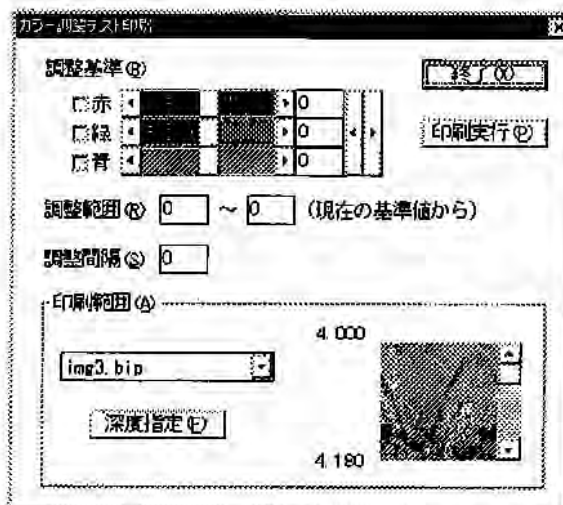 カラー調整テスト印刷
調整基準(B)
終了(X)
赤 0
緑 0
青 0
印刷実行(P)
調整範囲(R) 0 ～ 0 (現在の基準値から)
調整間隔(S) 0
印刷範囲(A)
4.000
img3.bip
深度指定(F)
4.180